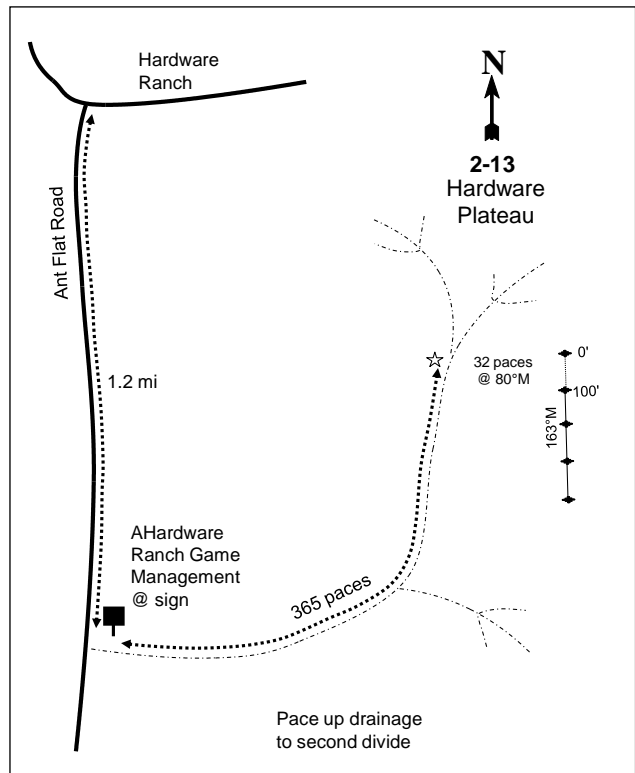 Hardware
Ranch
N
2-13
Hardware
Plateau
Ant Flat Road
1.2 mi
32 paces
@ 80°M
0'
100'
163°M
AHardware
Ranch Game
Management
@ sign
365 paces
Pace up drainage
to second divide